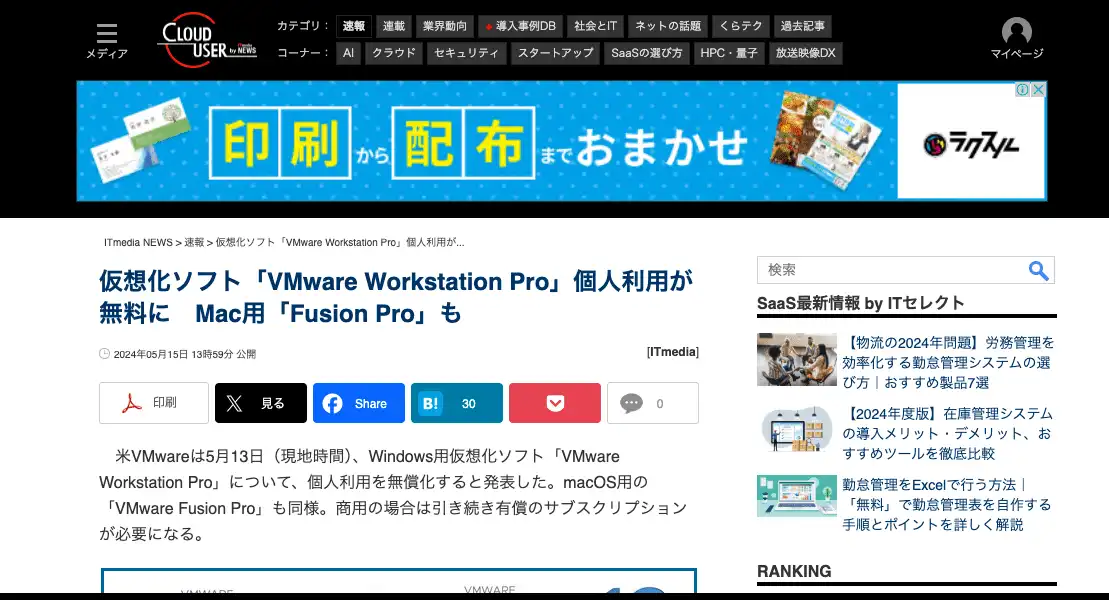 メディア
CLOUD USER by ITmedia NEWS
カテゴリ： 速報 連載 業界動向 導入事例DB 社会とIT ネットの話題 くらテク 過去記事
コーナー： AI クラウド セキュリティ スタートアップ SaaSの選び方 HPC・量子 放送映像DX
マイページ
印刷から配布までおまかせ
ラクスル
ITmedia NEWS > 速報 > 仮想化ソフト「VMware Workstation Pro」個人利用が...
仮想化ソフト「VMware Workstation Pro」個人利用が
無料に　Mac用「Fusion Pro」も
2024年05月15日 13時59分 公開
[ITmedia]
印刷
見る
Share
B! 30
0
　米VMwareは5月13日（現地時間）、Windows用仮想化ソフト「VMware
Workstation Pro」について、個人利用を無償化すると発表した。macOS用の
「VMware Fusion Pro」も同様。商用の場合は引き続き有償のサブスクリプション
が必要になる。
VMWARE
VMWARE
検索
SaaS最新情報 by ITセレクト
【物流の2024年問題】労務管理を
効率化する勤怠管理システムの選
び方｜おすすめ製品7選
【2024年度版】在庫管理システム
の導入メリット・デメリット、お
すすめツールを徹底比較
勤怠管理をExcelで行う方法｜
「無料」で勤怠管理表を自作する
手順とポイントを詳しく解説
RANKING